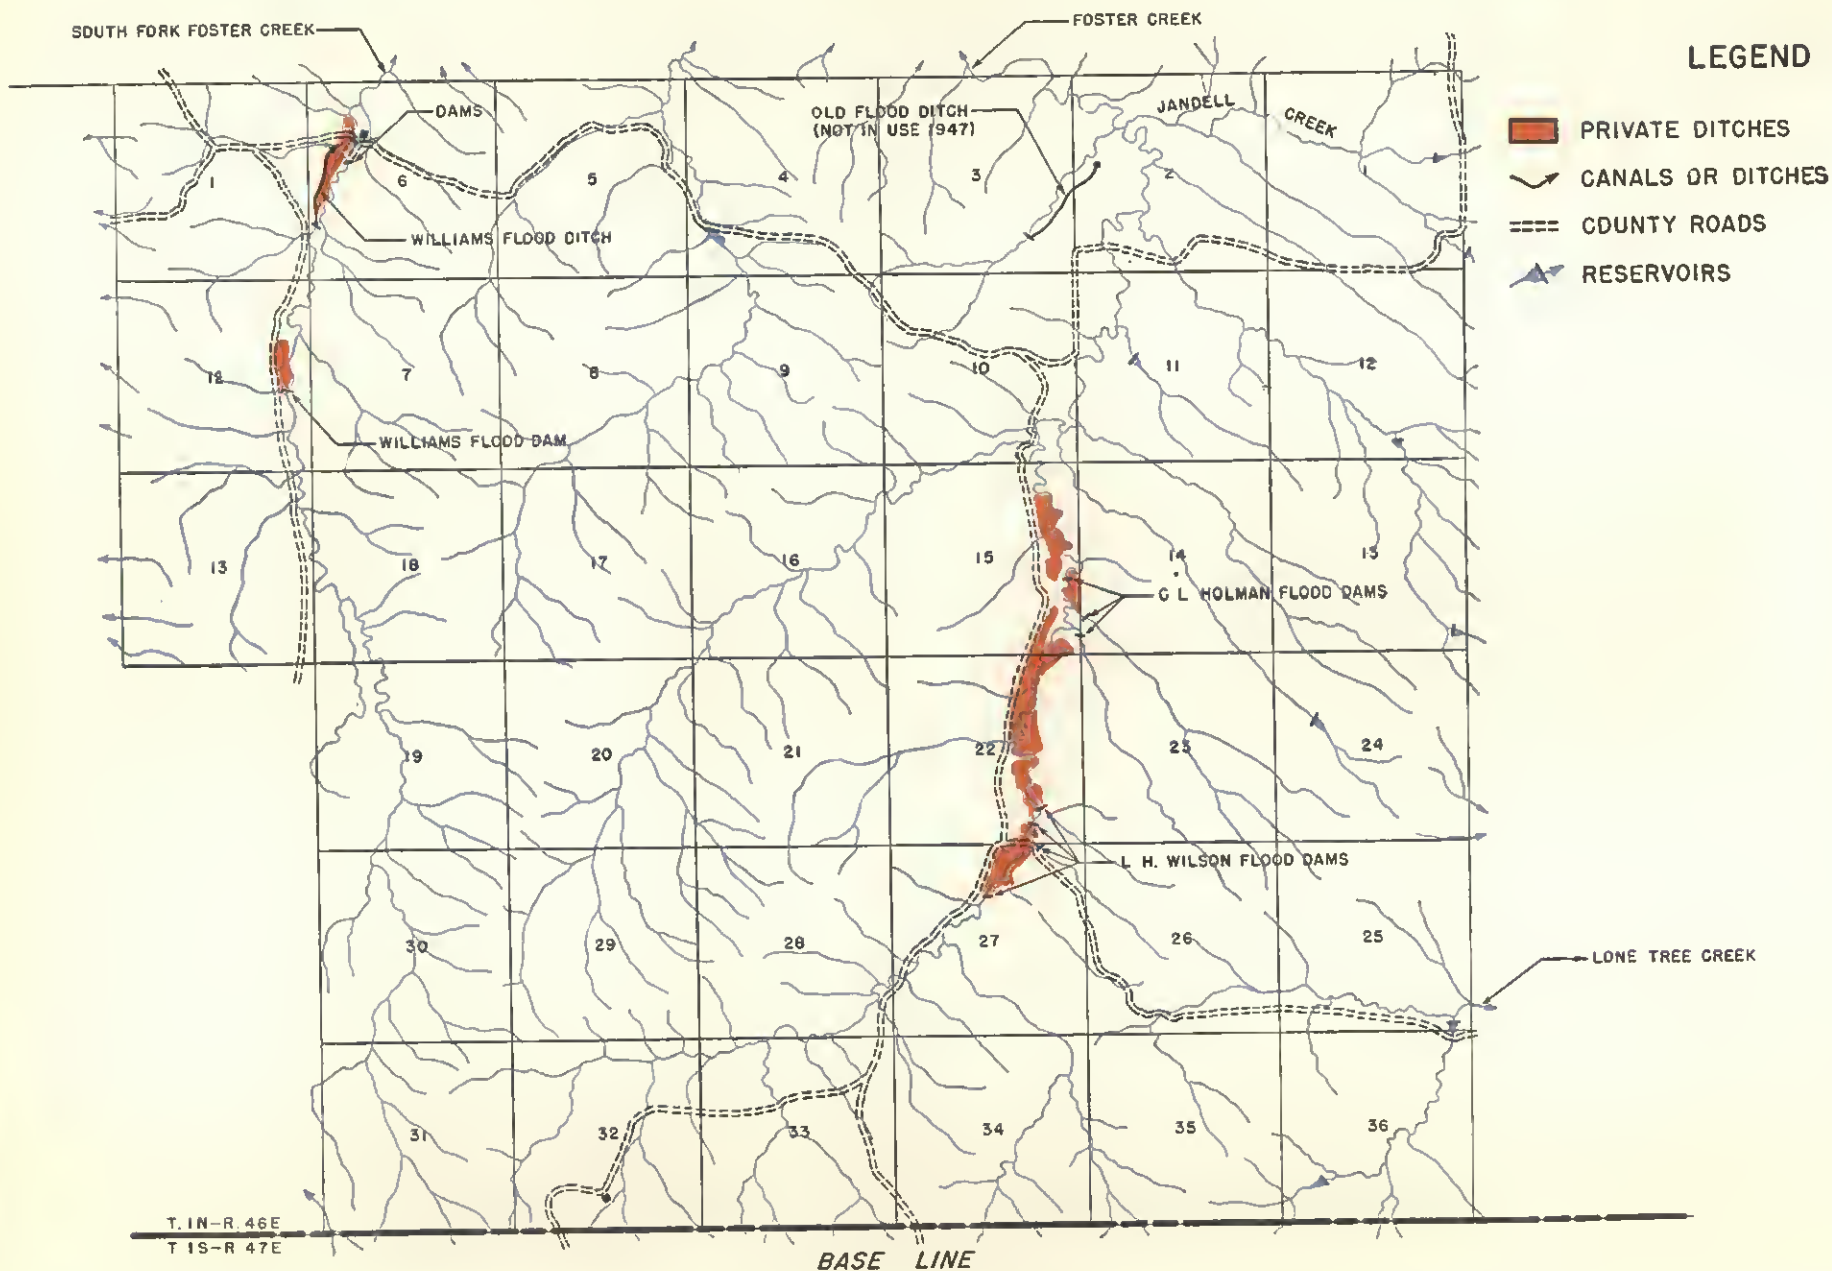 SOUTH FORK FOSTER CREEK
FOSTER CREEK
LEGEND
PRIVATE DITCHES
CANALS OR DITCHES
COUNTY ROADS
RESERVOIRS
DAMS
OLD FLOOD DITCH
(NOT IN USE 1947)
JANDELL CREEK
1
6
5
4
3
2
1
WILLIAMS FLOOD DITCH
12
7
8
9
10
11
12
WILLIAMS FLOOD DAM
13
18
17
16
15
14
13
C L HOLMAN FLOOD DAMS
19
20
21
22
23
24
L H. WILSON FLOOD DAMS
30
29
28
27
26
25
LONE TREE CREEK
31
32
33
34
35
36
T. 1N-R. 46E
T 1S-R 47E
BASE LINE